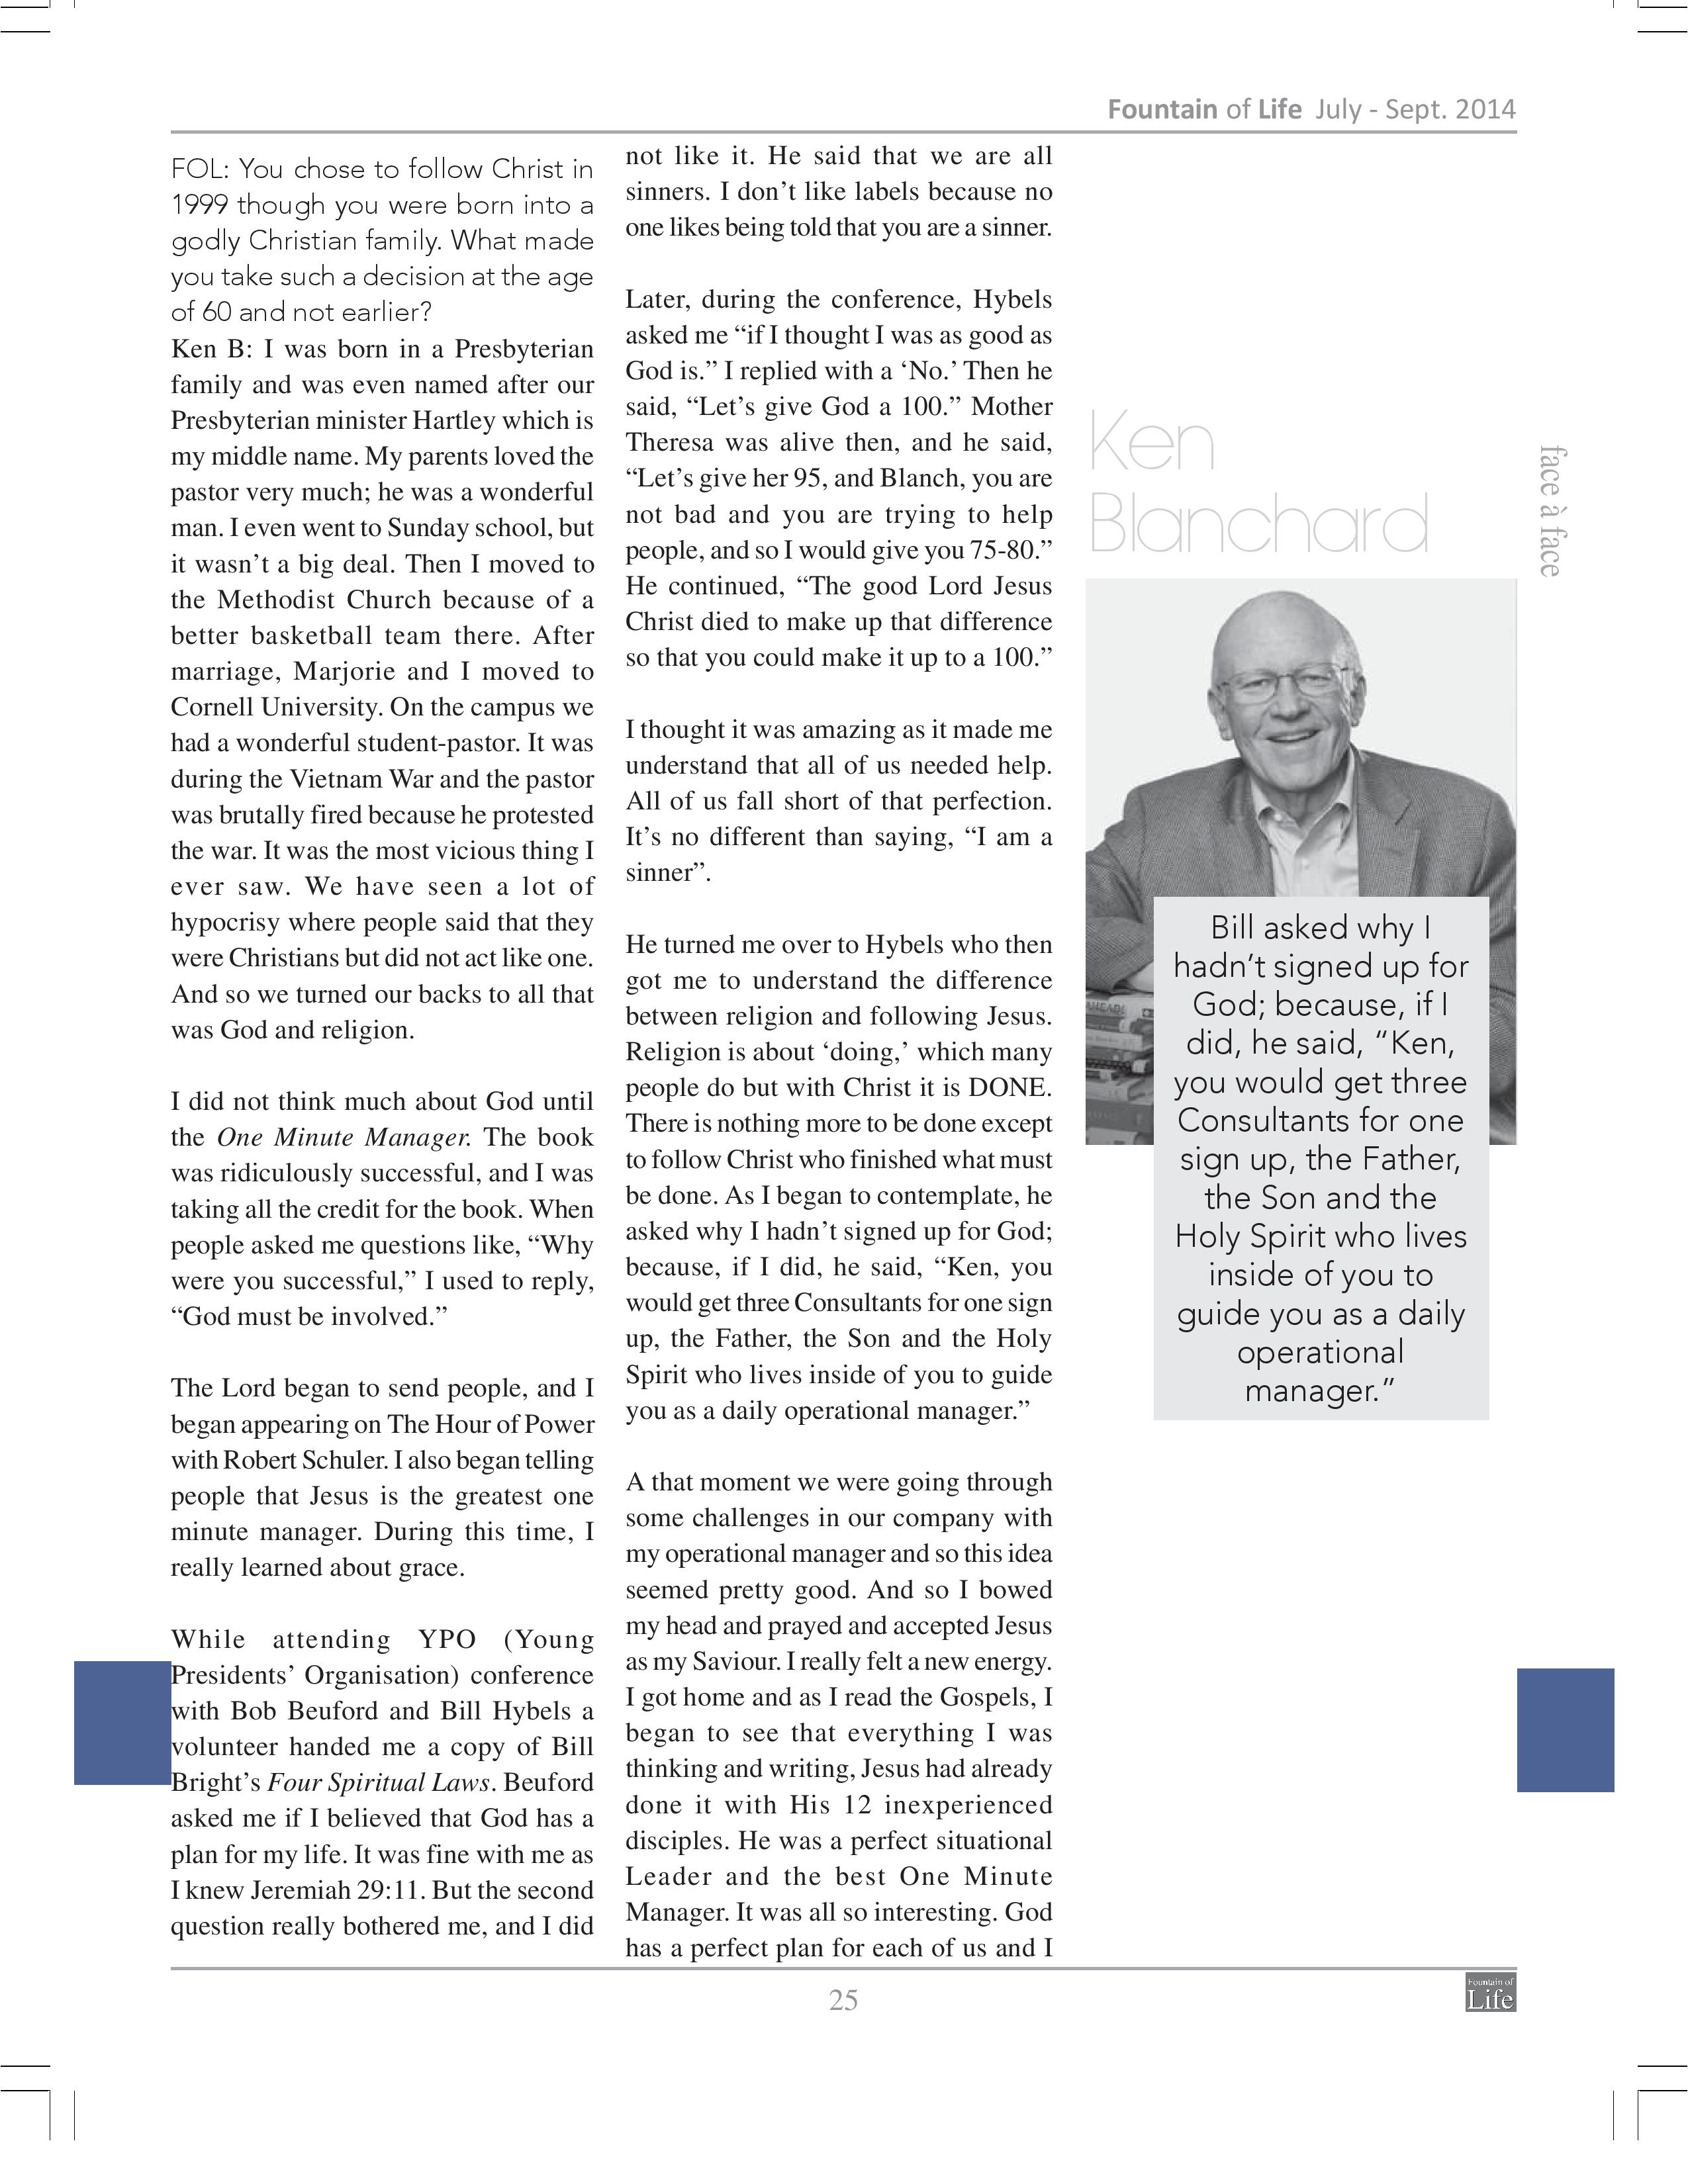 Fountain of Life July - Sept. 2014
FOL: You chose to follow Christ in
1999 though you were born into a
godly Christian family. What made
you take such a decision at the age
of 60 and not earlier?
Ken B: I was born in a Presbyterian
family and was even named after our
Presbyterian minister Hartley which is
my middle name. My parents loved the
pastor very much; he was a wonderful
man. I even went to Sunday school, but
it wasn’t a big deal. Then I moved to
the Methodist Church because of a
better basketball team there. After
marriage, Marjorie and I moved to
Cornell University. On the campus we
had a wonderful student-pastor. It was
during the Vietnam War and the pastor
was brutally fired because he protested
the war. It was the most vicious thing I
ever saw. We have seen a lot of
hypocrisy where people said that they
were Christians but did not act like one.
And so we turned our backs to all that
was God and religion.
I did not think much about God until
the One Minute Manager. The book
was ridiculously successful, and I was
taking all the credit for the book. When
people asked me questions like, “Why
were you successful,” I used to reply,
“God must be involved.”
The Lord began to send people, and I
began appearing on The Hour of Power
with Robert Schuler. I also began telling
people that Jesus is the greatest one
minute manager. During this time, I
really learned about grace.
While attending YPO (Young
Presidents’ Organisation) conference
with Bob Beuford and Bill Hybels a
volunteer handed me a copy of Bill
Bright’s Four Spiritual Laws. Beuford
asked me if I believed that God has a
plan for my life. It was fine with me as
I knew Jeremiah 29:11. But the second
question really bothered me, and I did
not like it. He said that we are all
sinners. I don’t like labels because no
one likes being told that you are a sinner.
Later, during the conference, Hybels
asked me “if I thought I was as good as
God is.” I replied with a ‘No.’ Then he
said, “Let’s give God a 100.” Mother
Theresa was alive then, and he said,
“Let’s give her 95, and Blanch, you are
not bad and you are trying to help
people, and so I would give you 75-80.”
He continued, “The good Lord Jesus
Christ died to make up that difference
so that you could make it up to a 100.”
I thought it was amazing as it made me
understand that all of us needed help.
All of us fall short of that perfection.
It’s no different than saying, “I am a
sinner”.
He turned me over to Hybels who then
got me to understand the difference
between religion and following Jesus.
Religion is about ‘doing,’ which many
people do but with Christ it is DONE.
There is nothing more to be done except
to follow Christ who finished what must
be done. As I began to contemplate, he
asked why I hadn’t signed up for God;
because, if I did, he said, “Ken, you
would get three Consultants for one sign
up, the Father, the Son and the Holy
Spirit who lives inside of you to guide
you as a daily operational manager.”
A that moment we were going through
some challenges in our company with
my operational manager and so this idea
seemed pretty good. And so I bowed
my head and prayed and accepted Jesus
as my Saviour. I really felt a new energy.
I got home and as I read the Gospels, I
began to see that everything I was
thinking and writing, Jesus had already
done it with His 12 inexperienced
disciples. He was a perfect situational
Leader and the best One Minute
Manager. It was all so interesting. God
has a perfect plan for each of us and I
Ken
Blanchard
face à face
AHEAD!
Bill asked why I
hadn’t signed up for
God; because, if I
did, he said, “Ken,
you would get three
Consultants for one
sign up, the Father,
the Son and the
Holy Spirit who lives
inside of you to
guide you as a daily
operational
manager.”
25
Fountain of
Life